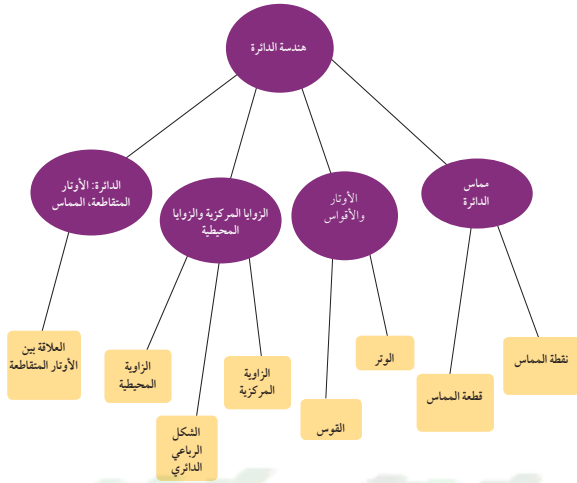 هندسة الدائرة
مماس
الدائرة
الأوتار
والأقواس
الزوايا المركزية والزوايا
المحيطية
الدائرة: الأوتار
المتقاطعة، المماس
نقطة المماس
قطعة المماس
الوتر
القوس
الزاوية
المركزية
الشكل
الرباعي
الدائري
الزاوية
المحيطية
العلاقة بين
الأوتار المتقاطعة